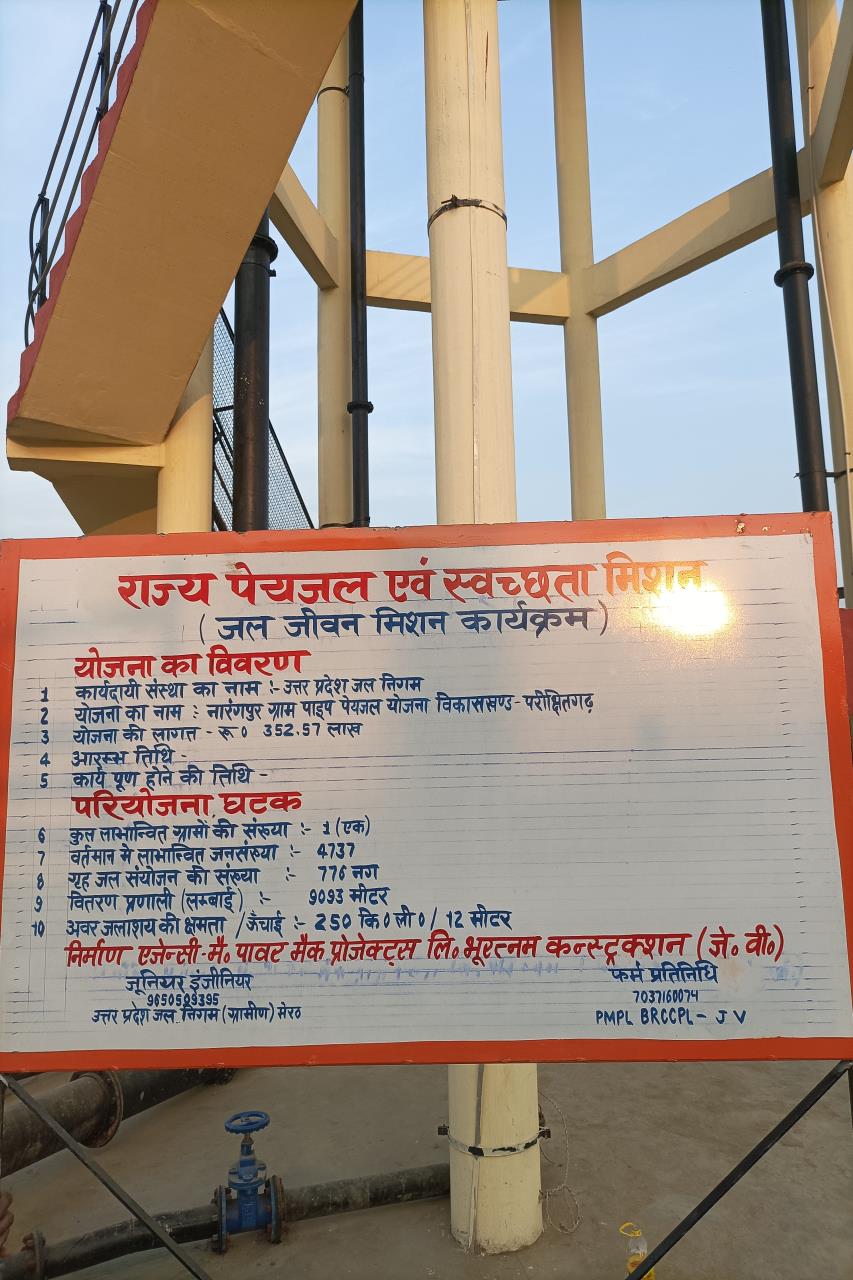 राज्य पेयजल एवं स्वच्छता मिशन
(जल जीवन मिशन कार्यक्रम)
योजना का विवरण
1 कार्यदायी संस्था का नाम :- उत्तर प्रदेश जल निगम
2 योजना का नाम : नारंगपुर ग्राम पाइप पेयजल योजना विकासखण्ड - परीक्षितगढ़
3 योजना की लागत - रू० 352.57 लाख
4 आरम्भ तिथि -
5 कार्य पूण होने की तिथि -
परियोजना घटक
6 कुल लाभान्वित ग्रामों की संख्या :- 1 (एक)
7 वर्तमान मे लाभान्वित जनसंख्या :- 4737
8 गृह जल संयोजन की संख्या :- 776 नग
9 वितरण प्रणाली (लम्बाई) :- 9093 मीटर
10 अवर जलाशय की क्षमता /ऊँचाई :- 250 कि०ली०/ 12 मीटर
निर्माण एजेन्सी-मै० पावर मैक प्रोजेक्ट्स लि० भूरत्नम कन्स्ट्रक्शन (जे० वी०)
जूनियर इंजीनियर
9650509395
उत्तर प्रदेश जल निगम (ग्रामीण) मेर०
फर्म प्रतिनिधि
7037160074
PMPL BRCCPL - J V